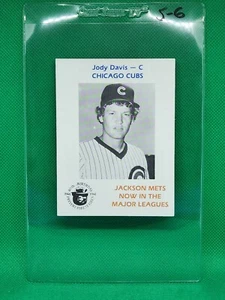 5-6
Jody Davis — C
CHICAGO CUBS
C
JACKSON METS
NOW IN THE
MAJOR LEAGUES